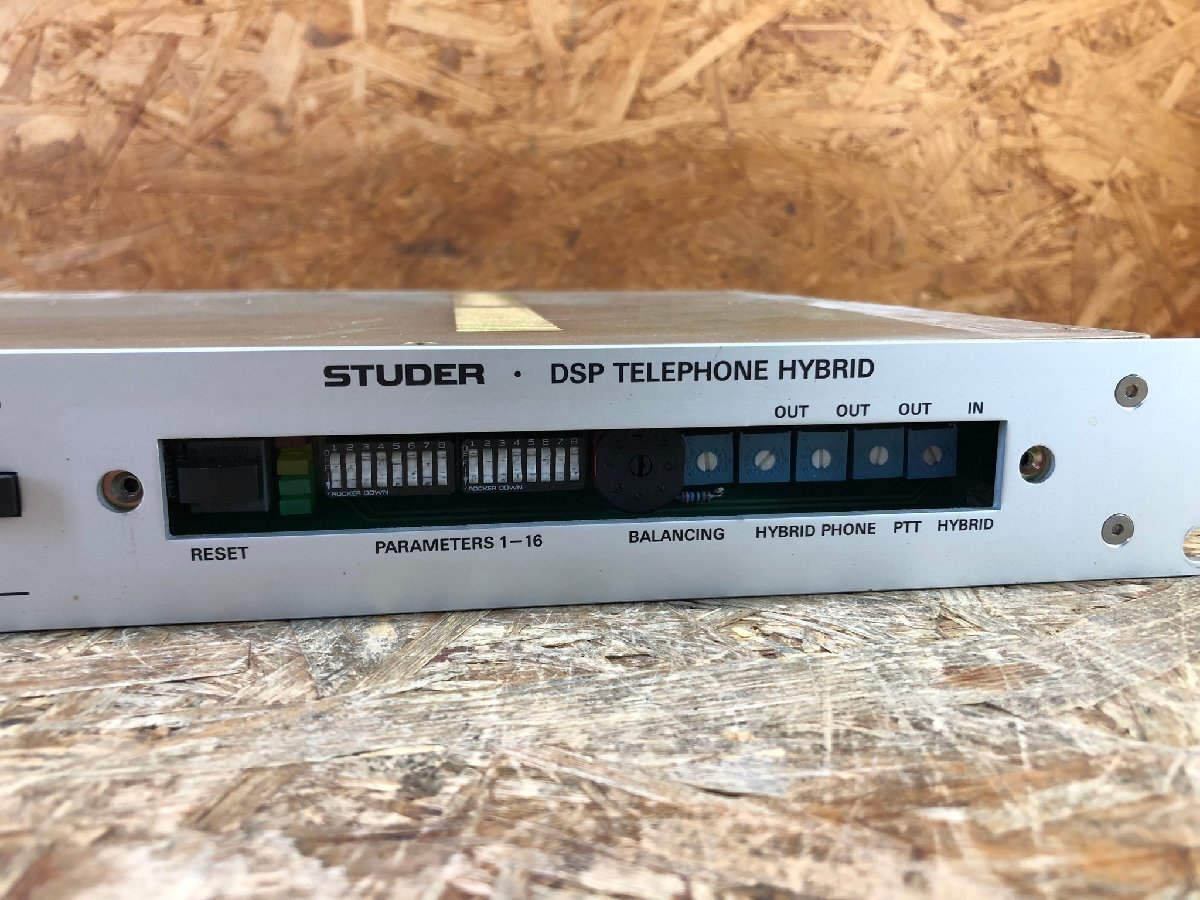 STUDER · DSP TELEPHONE HYBRID
OUT OUT OUT IN
1 2 3 4 5 6 7 8
1 2 3 4 5 6 7 8
ROCKER DOWN
ROCKER DOWN
RESET
PARAMETERS 1–16
BALANCING
HYBRID PHONE PTT HYBRID